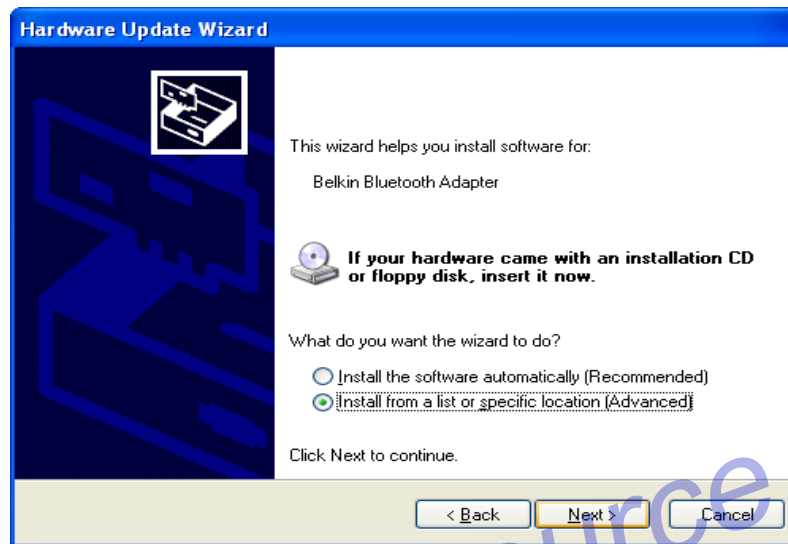 Hardware Update Wizard
This wizard helps you install software for:
Belkin Bluetooth Adapter
If your hardware came with an installation CD
or floppy disk, insert it now.
What do you want the wizard to do?
Install the software automatically (Recommended)
Install from a list or specific location (Advanced)
Click Next to continue.
< Back Next > Cancel